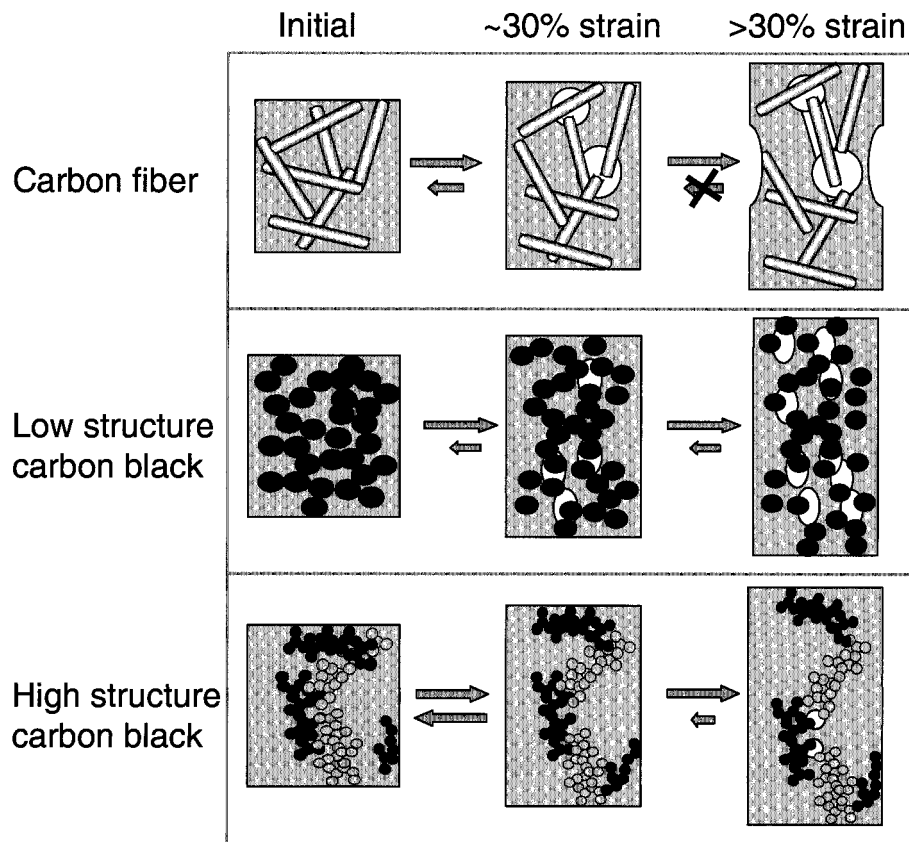 Initial ~30% strain >30% strain
Carbon fiber
Low structure
carbon black
High structure
carbon black